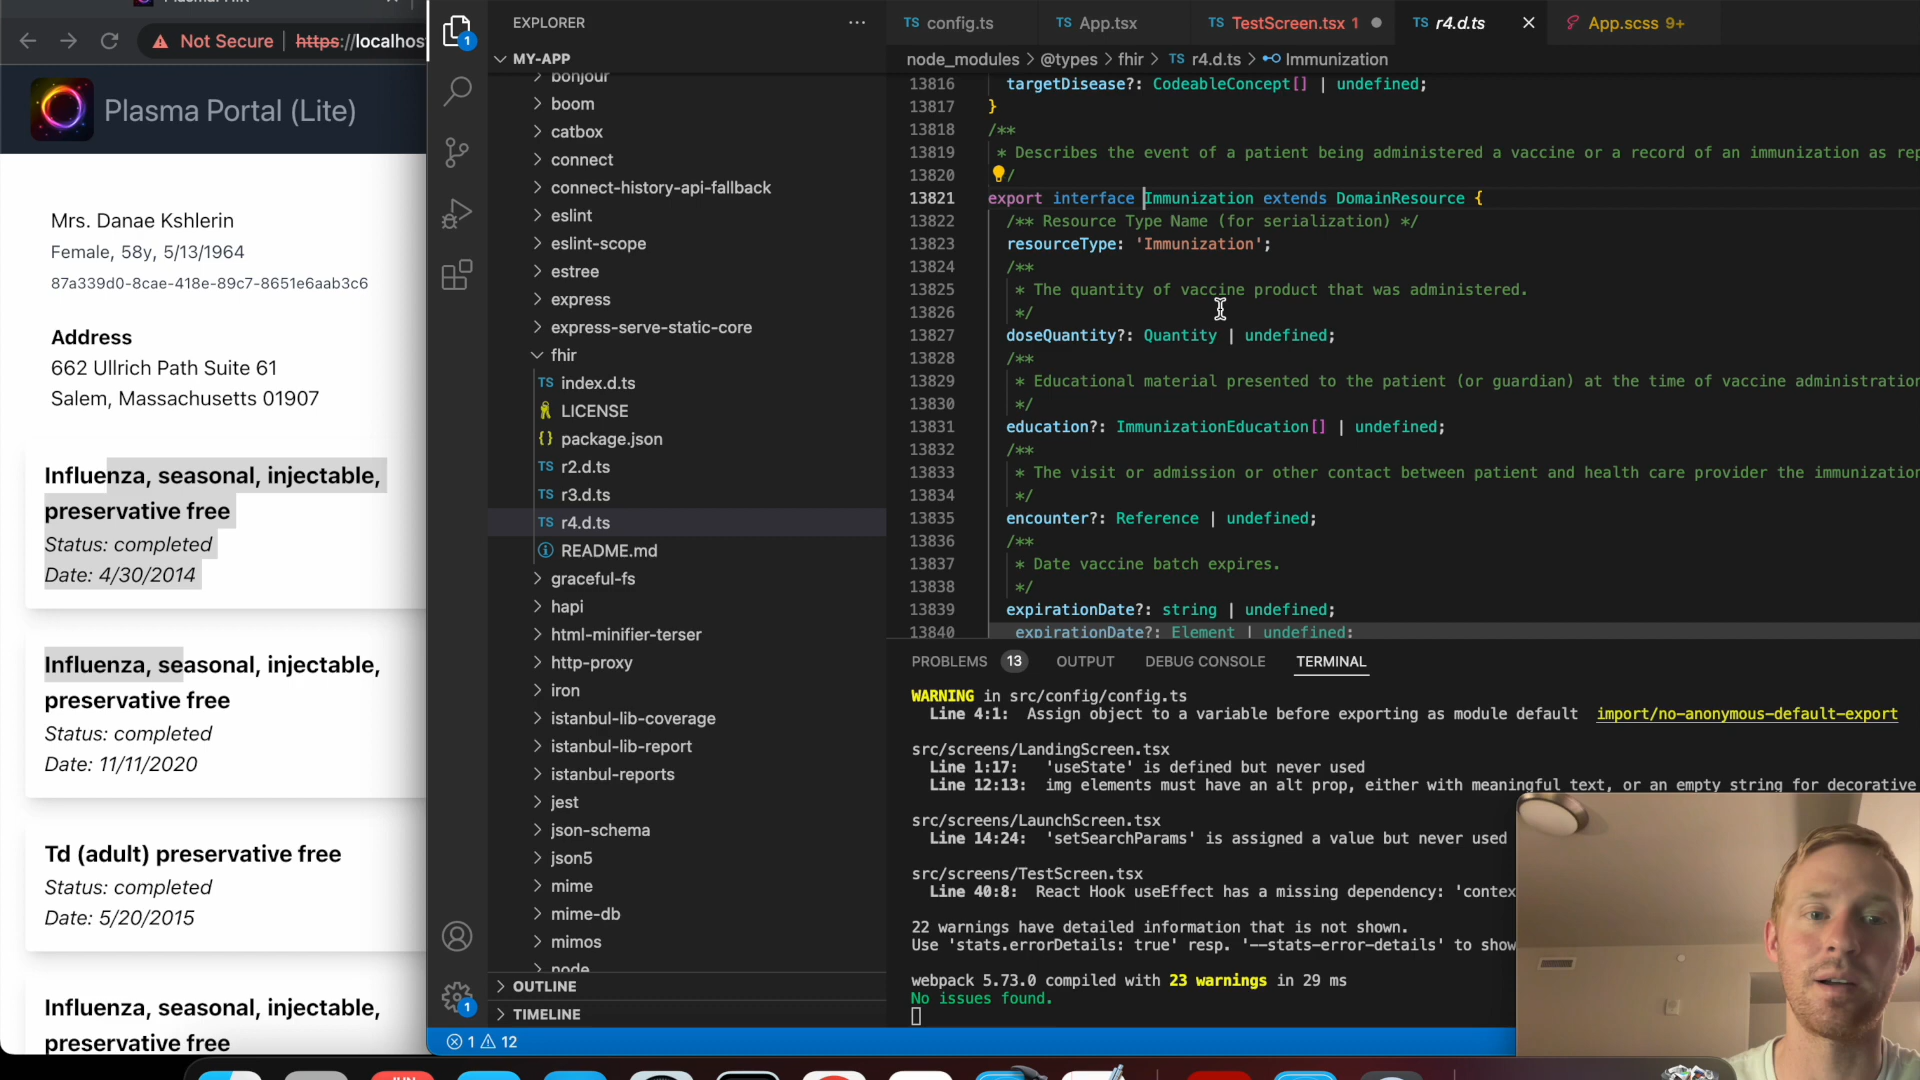 Not Secure | https://localhos
Plasma Portal (Lite)
Mrs. Danae Kshlerin
Female, 58y, 5/13/1964
87a339d0-8cae-418e-89c7-8651e6aab3c6
Address
662 Ullrich Path Suite 61
Salem, Massachusetts 01907
Influenza, seasonal, injectable,
preservative free
Status: completed
Date: 4/30/2014
Influenza, seasonal, injectable,
preservative free
Status: completed
Date: 11/11/2020
Td (adult) preservative free
Status: completed
Date: 5/20/2015
Influenza, seasonal, injectable,
preservative free
1
1
EXPLORER ...
MY-APP
bonjour
boom
catbox
connect
connect-history-api-fallback
eslint
eslint-scope
estree
express
express-serve-static-core
fhir
TS index.d.ts
LICENSE
{} package.json
TS r2.d.ts
TS r3.d.ts
TS r4.d.ts
README.md
graceful-fs
hapi
html-minifier-terser
http-proxy
iron
istanbul-lib-coverage
istanbul-lib-report
istanbul-reports
jest
json-schema
json5
mime
mime-db
mimos
node
OUTLINE
TIMELINE
TS config.ts
TS App.tsx
TS TestScreen.tsx 1
TS r4.d.ts
App.scss 9+
node_modules > @types > fhir > TS r4.d.ts > Immunization
13816 targetDisease?: CodeableConcept[] | undefined;
13817 }
13818 /**
13819 * Describes the event of a patient being administered a vaccine or a record of an immunization as rep
13820 */
13821 export interface Immunization extends DomainResource {
13822 /** Resource Type Name (for serialization) */
13823 resourceType: 'Immunization';
13824 /**
13825 * The quantity of vaccine product that was administered.
13826 */
13827 doseQuantity?: Quantity | undefined;
13828 /**
13829 * Educational material presented to the patient (or guardian) at the time of vaccine administration
13830 */
13831 education?: ImmunizationEducation[] | undefined;
13832 /**
13833 * The visit or admission or other contact between patient and health care provider the immunization
13834 */
13835 encounter?: Reference | undefined;
13836 /**
13837 * Date vaccine batch expires.
13838 */
13839 expirationDate?: string | undefined;
13840 expirationDate?: Element | undefined;
PROBLEMS 13 OUTPUT DEBUG CONSOLE TERMINAL
WARNING in src/config/config.ts
Line 4:1: Assign object to a variable before exporting as module default import/no-anonymous-default-export
src/screens/LandingScreen.tsx
Line 1:17: 'useState' is defined but never used
Line 12:13: img elements must have an alt prop, either with meaningful text, or an empty string for decorative
src/screens/LaunchScreen.tsx
Line 14:24: 'setSearchParams' is assigned a value but never used
src/screens/TestScreen.tsx
Line 40:8: React Hook useEffect has a missing dependency: 'contex
22 warnings have detailed information that is not shown.
Use 'stats.errorDetails: true' resp. '--stats-error-details' to show
webpack 5.73.0 compiled with 23 warnings in 29 ms
No issues found.
1 12